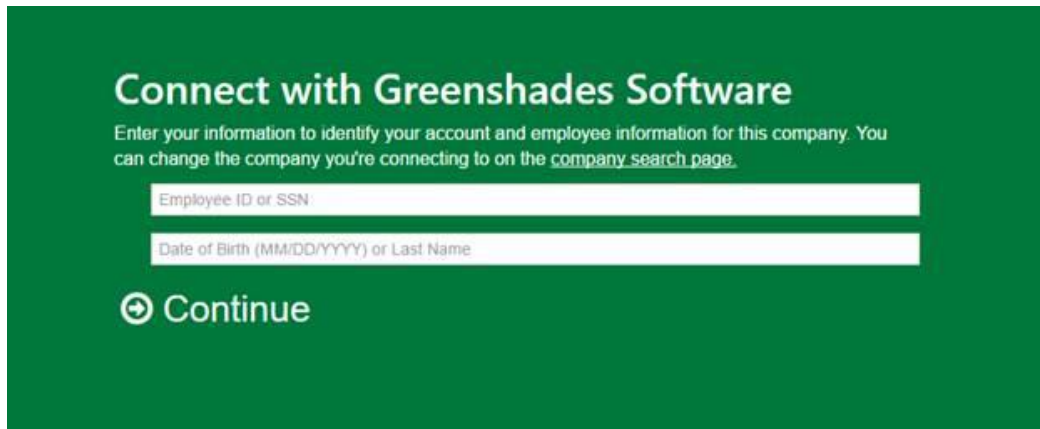 Connect with Greenshades Software
Enter your information to identify your account and employee information for this company. You
can change the company you're connecting to on the company search page.
Employee ID or SSN
Date of Birth (MM/DD/YYYY) or Last Name
Continue